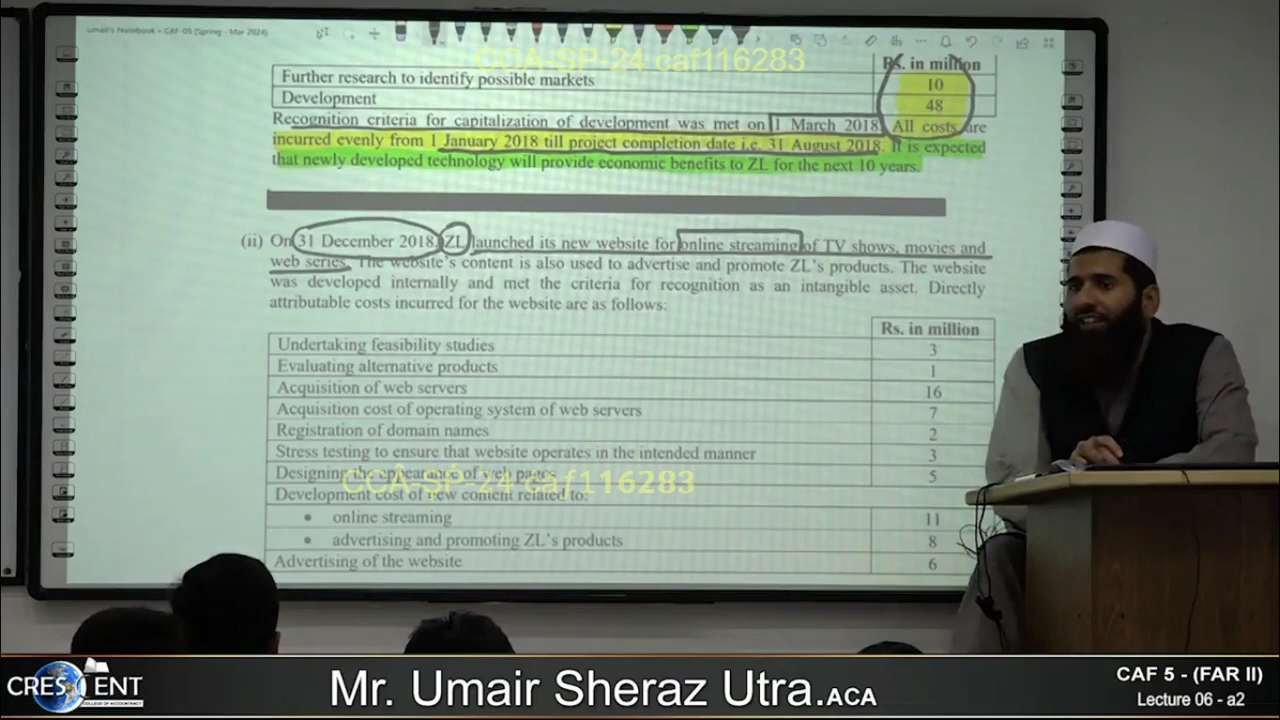 umair's Notebook • CAF-05 (Spring - Mar 2024)
CCA-SP-24 caf116283
Rs. in million
Further research to identify possible markets 10
Development 48
Recognition criteria for capitalization of development was met on 1 March 2018. All costs are
incurred evenly from 1 January 2018 till project completion date i.e. 31 August 2018. It is expected
that newly developed technology will provide economic benefits to ZL for the next 10 years.
(ii) On 31 December 2018, ZL launched its new website for online streaming of TV shows, movies and
web series. The website's content is also used to advertise and promote ZL's products. The website
was developed internally and met the criteria for recognition as an intangible asset. Directly
attributable costs incurred for the website are as follows:
Rs. in million
Undertaking feasibility studies 3
Evaluating alternative products 1
Acquisition of web servers 16
Acquisition cost of operating system of web servers 7
Registration of domain names 2
Stress testing to ensure that website operates in the intended manner 3
Designing the appearance of web pages 5
CCA-SP-24 caf116283
Development cost of new content related to:
• online streaming 11
• advertising and promoting ZL's products 8
Advertising of the website 6
CRESCENT
COLLEGE OF ACCOUNTANCY
Mr. Umair Sheraz Utra.ACA
CAF 5 - (FAR II)
Lecture 06 - a2